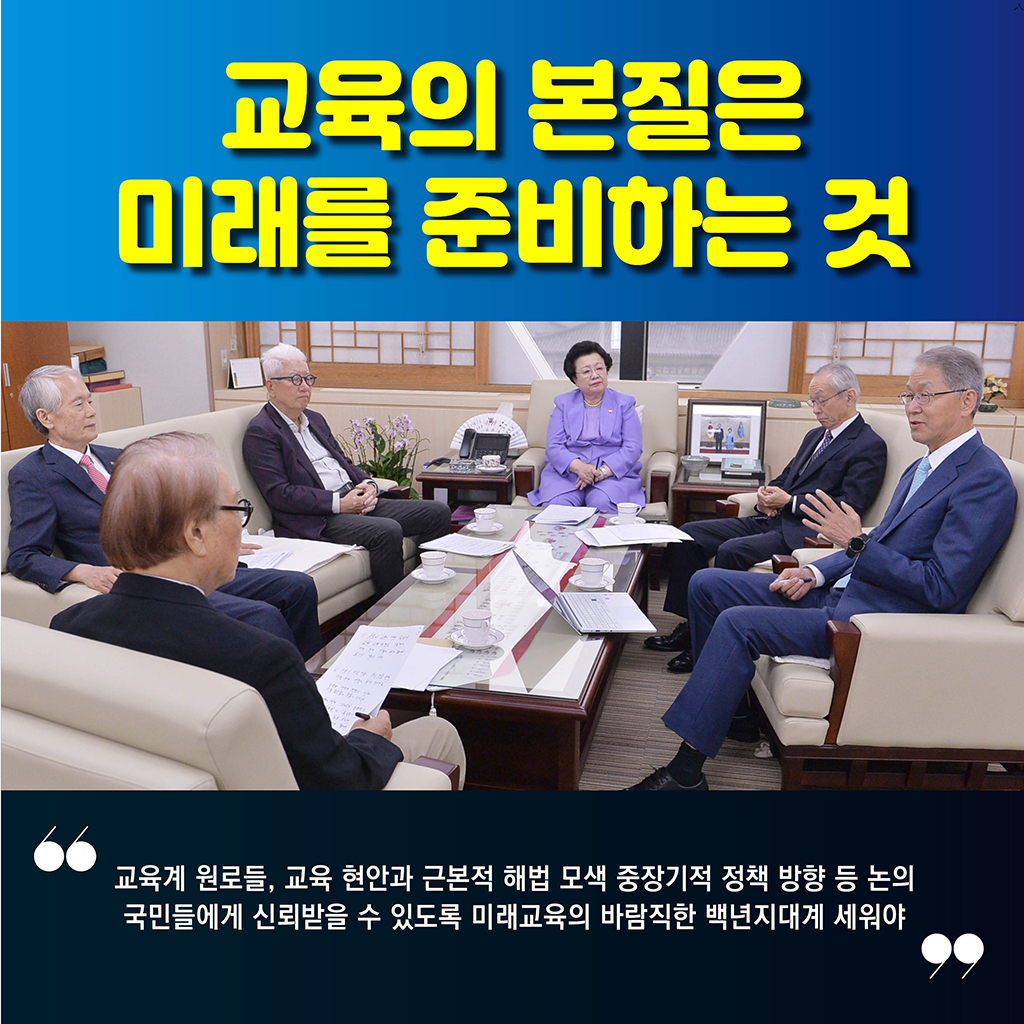 교육의 본질은
미래를 준비하는 것
교육계 원로들, 교육 현안과 근본적 해법 모색 중장기적 정책 방향 등 논의
국민들에게 신뢰받을 수 있도록 미래교육의 바람직한 백년지대계 세워야